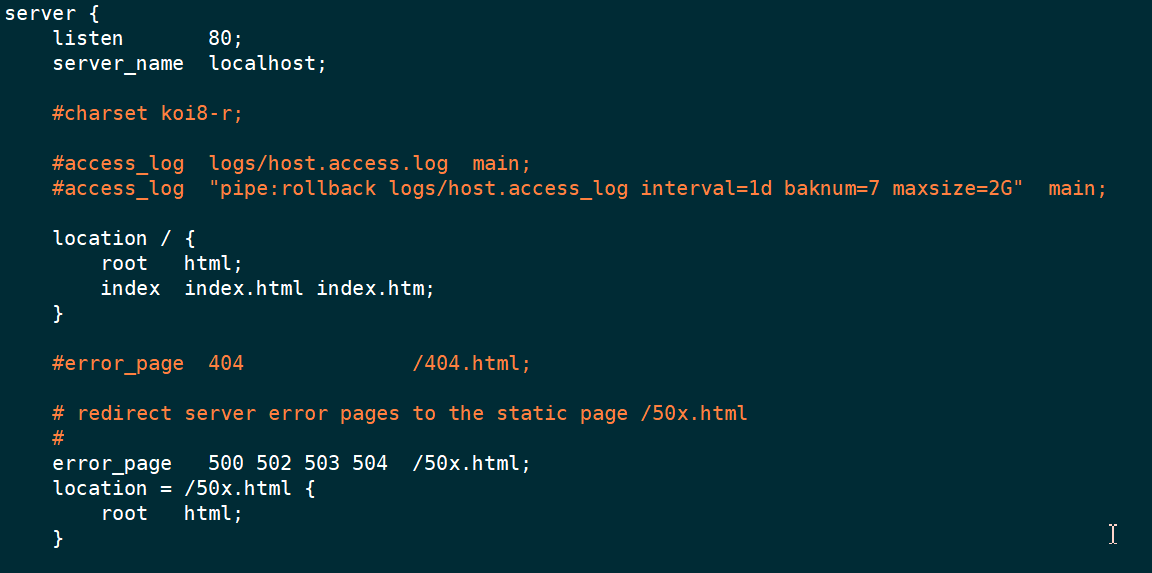 server {
    listen       80;
    server_name  localhost;

    #charset koi8-r;

    #access_log  logs/host.access.log  main;
    #access_log  "pipe:rollback logs/host.access_log interval=1d baknum=7 maxsize=2G"  main;

    location / {
        root   html;
        index  index.html index.htm;
    }

    #error_page  404              /404.html;

    # redirect server error pages to the static page /50x.html
    #
    error_page   500 502 503 504  /50x.html;
    location = /50x.html {
        root   html;
    }